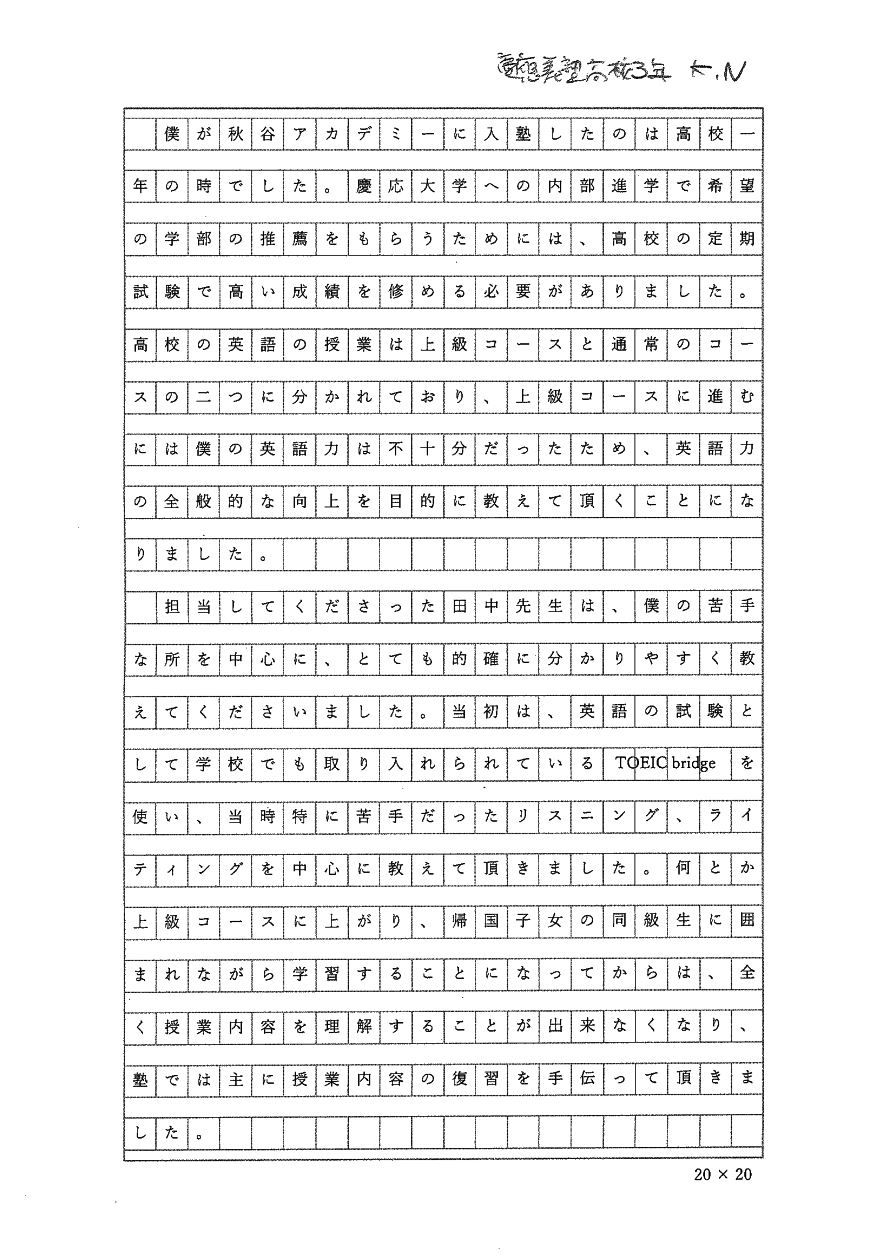 慶應義塾高校3年 K.N
僕が秋谷アカデミーに入塾したのは高校一
年の時でした。慶応大学への内部進学で希望
の学部の推薦をもらうためには、高校の定期
試験で高い成績を修める必要がありました。
高校の英語の授業は上級コースと通常のコー
スの二つに分かれており、上級コースに進む
には僕の英語力は不十分だったため、英語力
の全般的な向上を目的に教えて頂くことにな
りました。
担当してくださった田中先生は、僕の苦手
な所を中心に、とても的確に分かりやすく教
えてくださいました。当初は、英語の試験と
して学校でも取り入れられているTOEIC bridgeを
使い、当時特に苦手だったリスニング、ライ
ティングを中心に教えて頂きました。何とか
上級コースに上がり、帰国子女の同級生に囲
まれながら学習することになってからは、全
く授業内容を理解することが出来なくなり、
塾では主に授業内容の復習を手伝って頂きま
した。
20 × 20